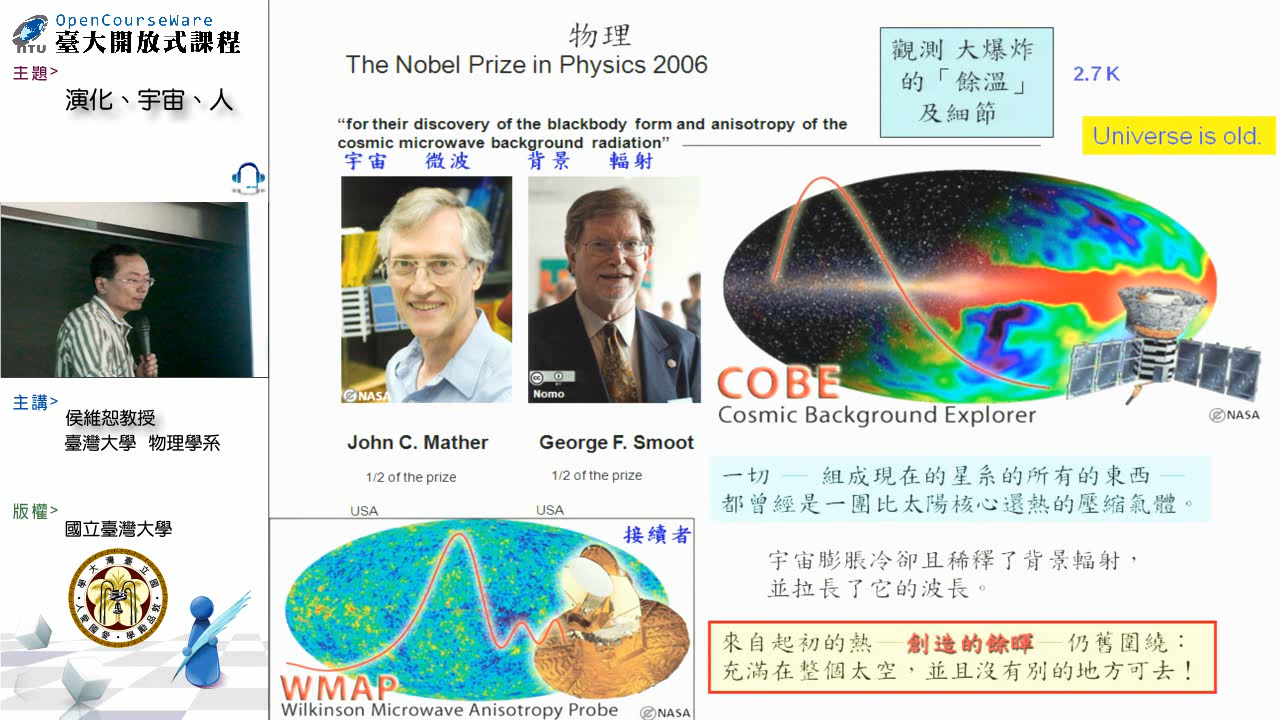 OpenCourseWare
NTU
臺大開放式課程
主題>
演化、宇宙、人
主講>
侯維恕教授
臺灣大學 物理學系
版權>
國立臺灣大學
物理
The Nobel Prize in Physics 2006
“for their discovery of the blackbody form and anisotropy of the
cosmic microwave background radiation”
宇宙 微波 背景 輻射
觀測 大爆炸
的「餘溫」
及細節
2.7 K
Universe is old.
NASA
Nomo
John C. Mather
1/2 of the prize
USA
George F. Smoot
1/2 of the prize
USA
COBE
Cosmic Background Explorer
NASA
接續者
WMAP
Wilkinson Microwave Anisotropy Probe
NASA
一切 — 組成現在的星系的所有的東西 —
都曾經是一團比太陽核心還熱的壓縮氣體。
宇宙膨脹冷卻且稀釋了背景輻射，
並拉長了它的波長。
來自起初的熱—創造的餘暉—仍舊圍繞：
充滿在整個太空，並且沒有別的地方可去！